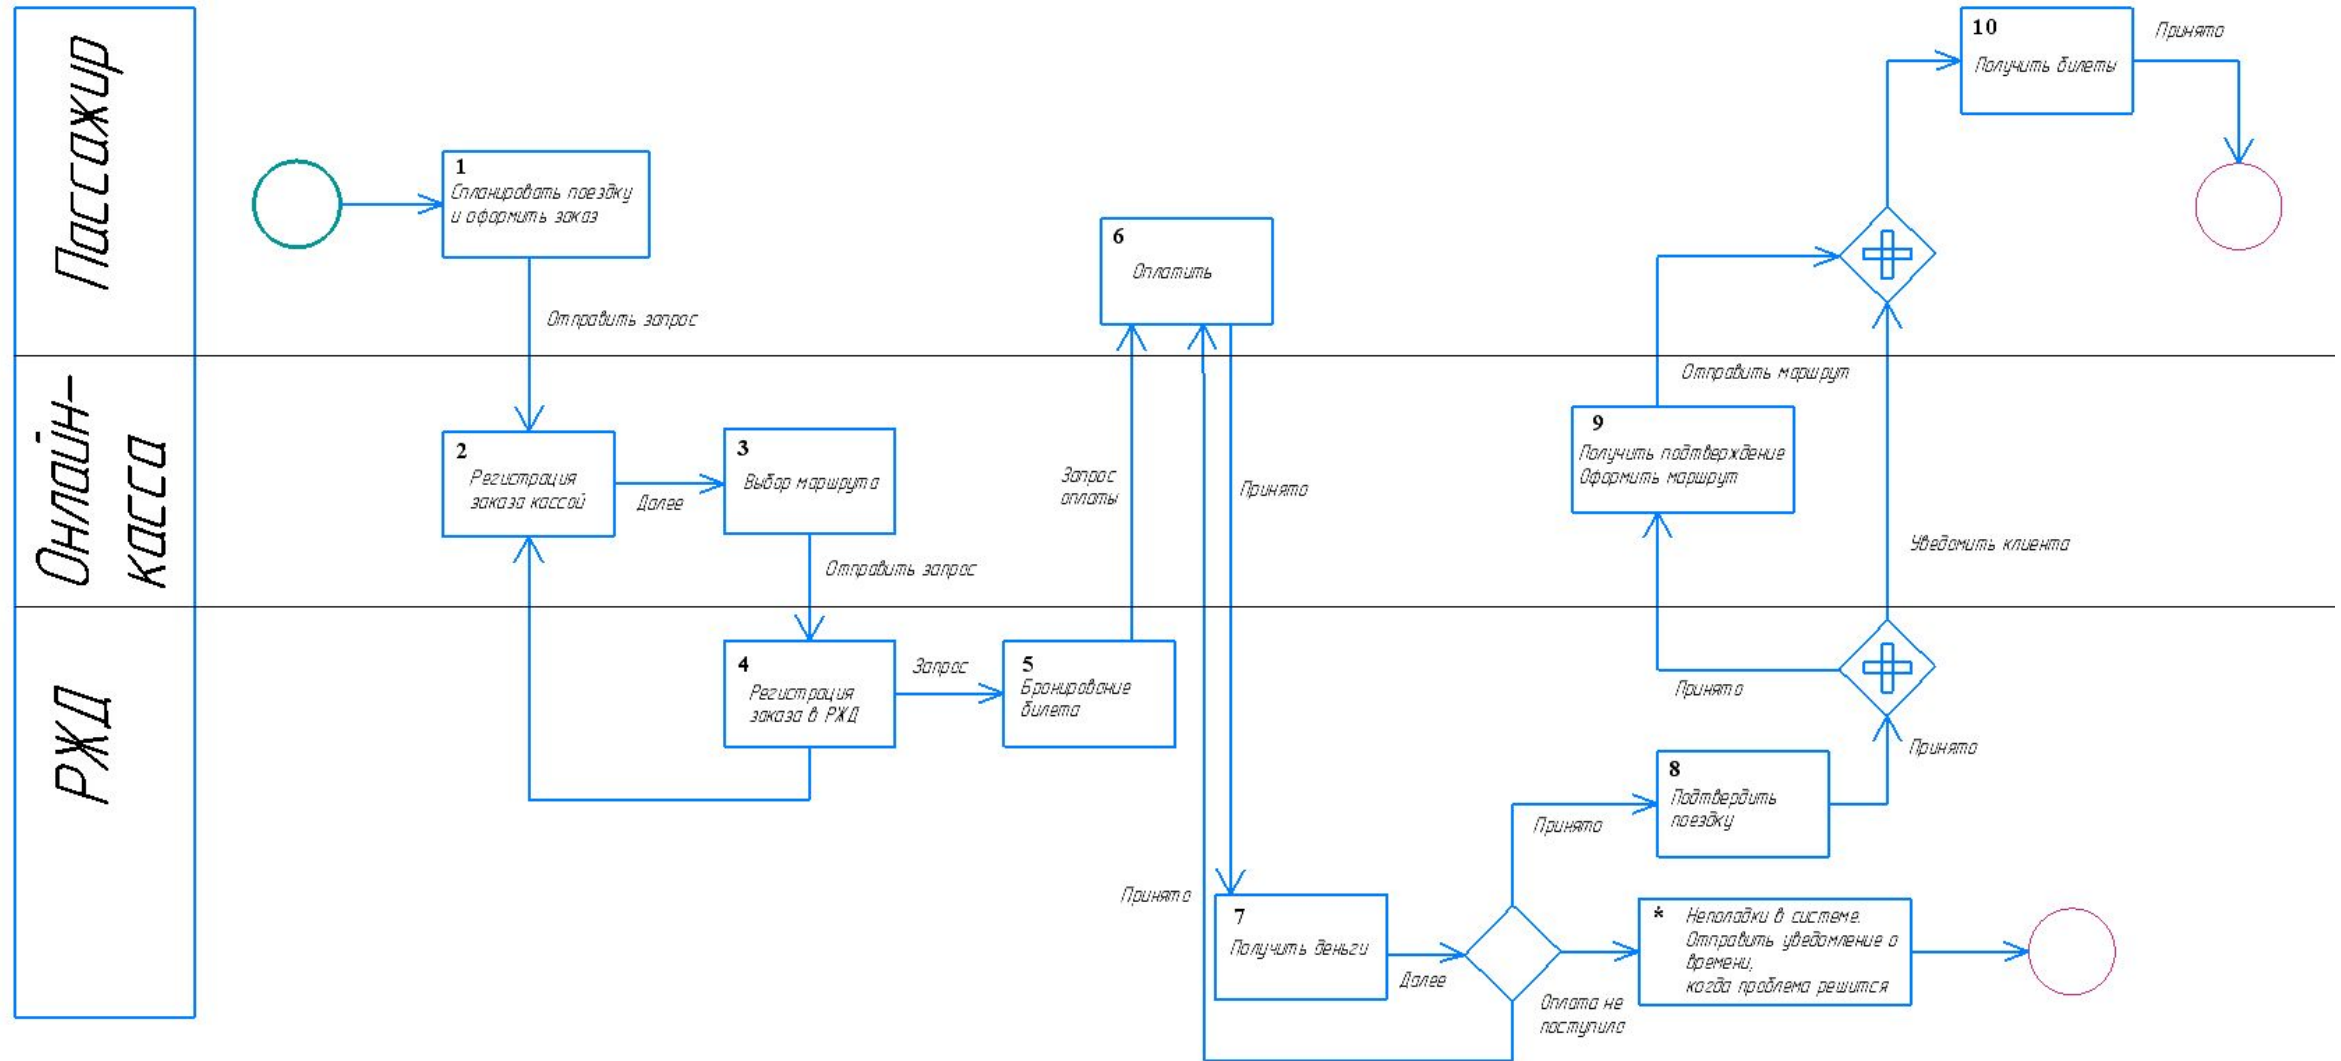 Пассажир
1
Спланировать поездку
и оформить заказ
Отправить запрос
6
Оплатить
10
Получить билеты
Принято
Онлайн-
касса
2
Регистрация
заказа кассой
Далее
3
Выбор маршрута
Отправить запрос
Запрос
оплаты
Принято
Отправить маршрут
9
Получить подтверждение
Оформить маршрут
Уведомить клиента
РЖД
4
Регистрация
заказа в РЖД
Запрос
5
Бронирование
билета
Принято
7
Получить деньги
Далее
Принято
8
Подтвердить
поездку
Принято
Принято
Оплата не
поступила
* Неполадки в системе.
Отправить уведомление о
времени,
когда проблема решится